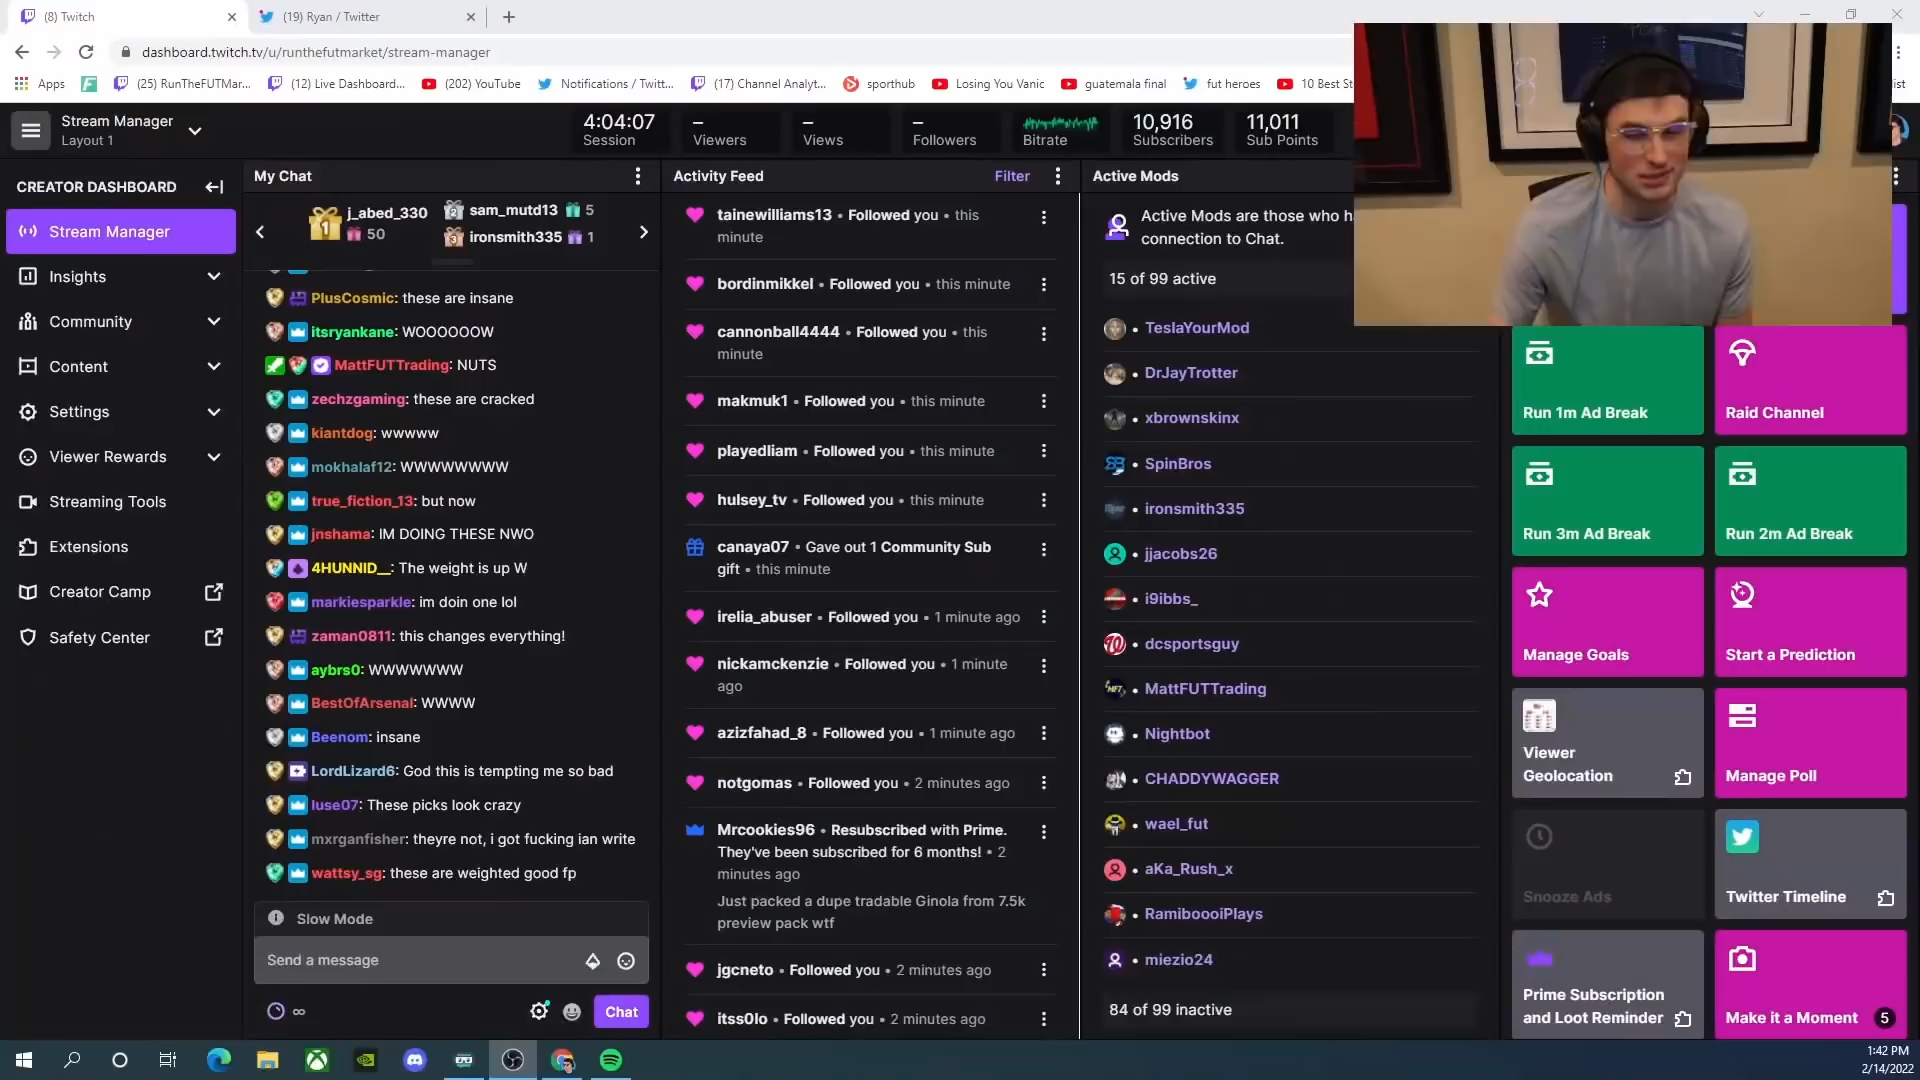 (8) Twitch
(19) Ryan / Twitter
dashboard.twitch.tv/u/runthefutmarket/stream-manager
Apps
(25) RunTheFUTMar...
(12) Live Dashboard...
(202) YouTube
Notifications / Twitt...
(17) Channel Analyt...
sporthub
Losing You Vanic
guatemala final
fut heroes
10 Best St
list
Stream Manager
Layout 1
4:04:07
Session
–
Viewers
–
Views
–
Followers
Bitrate
10,916
Subscribers
11,011
Sub Points
CREATOR DASHBOARD
Stream Manager
Insights
Community
Content
Settings
Viewer Rewards
Streaming Tools
Extensions
Creator Camp
Safety Center
My Chat
1
j_abed_330
50
2
sam_mutd13 5
3
ironsmith335 1
PlusCosmic: these are insane
itsryankane: WOOOOOOW
MattFUTTrading: NUTS
zechzgaming: these are cracked
kiantdog: wwwww
mokhalaf12: WWWWWWWW
true_fiction_13: but now
jnshama: IM DOING THESE NWO
4HUNNID__: The weight is up W
markiesparkle: im doin one lol
zaman0811: this changes everything!
aybrs0: WWWWWWW
BestOfArsenal: WWWW
Beenom: insane
LordLizard6: God this is tempting me so bad
luse07: These picks look crazy
mxrganfisher: theyre not, i got fucking ian write
wattsy_sg: these are weighted good fp
Slow Mode
Send a message
∞
Chat
Activity Feed
Filter
tainewilliams13 • Followed you • this
minute
bordinmikkel • Followed you • this minute
cannonball4444 • Followed you • this
minute
makmuk1 • Followed you • this minute
playedliam • Followed you • this minute
hulsey_tv • Followed you • this minute
canaya07 • Gave out 1 Community Sub
gift • this minute
irelia_abuser • Followed you • 1 minute ago
nickamckenzie • Followed you • 1 minute
ago
azizfahad_8 • Followed you • 1 minute ago
notgomas • Followed you • 2 minutes ago
Mrcookies96 • Resubscribed with Prime.
They've been subscribed for 6 months! • 2
minutes ago
Just packed a dupe tradable Ginola from 7.5k
preview pack wtf
jgcneto • Followed you • 2 minutes ago
itss0lo • Followed you • 2 minutes ago
Active Mods
Active Mods are those who h
connection to Chat.
15 of 99 active
TeslaYourMod
DrJayTrotter
xbrownskinx
SpinBros
ironsmith335
jjacobs26
i9ibbs_
dcsportsguy
MattFUTTrading
Nightbot
CHADDYWAGGER
wael_fut
aKa_Rush_x
RamiboooiPlays
miezio24
84 of 99 inactive
Run 1m Ad Break
Raid Channel
Run 3m Ad Break
Run 2m Ad Break
Manage Goals
Start a Prediction
Viewer
Geolocation
Manage Poll
Snooze Ads
Twitter Timeline
Prime Subscription
and Loot Reminder
Make it a Moment
5
1:42 PM
2/14/2022